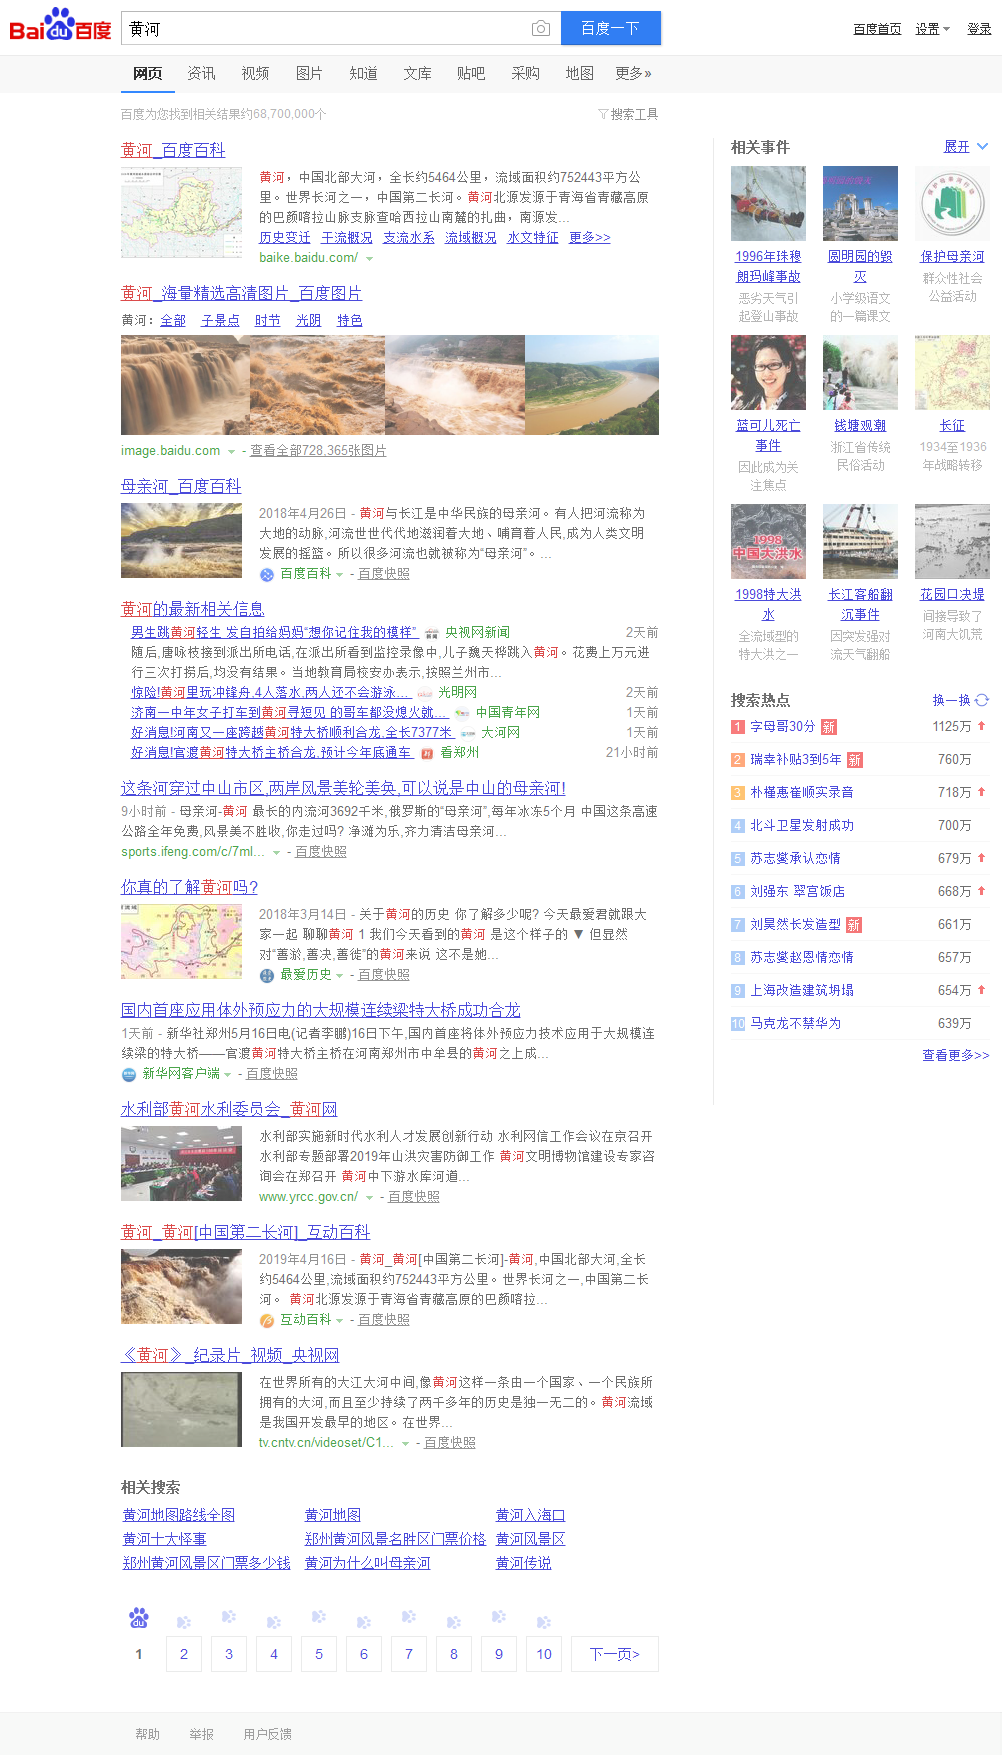 Bai du 百度
黄河
百度一下
百度首页 设置 登录
网页 资讯 视频 图片 知道 文库 贴吧 采购 地图 更多»
百度为您找到相关结果约68,700,000个
搜索工具
黄河_百度百科
黄河，中国北部大河，全长约5464公里，流域面积约752443平方公
里。世界长河之一，中国第二长河。黄河北源发源于青海省青藏高原
的巴颜喀拉山脉支脉查哈西拉山南麓的扎曲，南源发...
历史变迁 干流概况 支流水系 流域概况 水文特征 更多>>
baike.baidu.com/
黄河_海量精选高清图片_百度图片
黄河：全部 子景点 时节 光阴 特色
image.baidu.com - 查看全部728,365张图片
母亲河_百度百科
2018年4月26日 - 黄河与长江是中华民族的母亲河。有人把河流称为
大地的动脉,河流世世代代地滋润着大地、哺育着人民,成为人类文明
发展的摇篮。所以很多河流也就被称为“母亲河”。...
百度百科 - 百度快照
黄河的最新相关信息
男生跳黄河轻生 发自拍给妈妈“想你记住我的模样” 央视网新闻 2天前
随后,唐咏枝接到派出所电话,在派出所看到监控录像中,儿子魏天桦跳入黄河。花费上万元进
行三次打捞后,均没有结果。当地教育局校安办表示,按照兰州市...
惊险!黄河里玩冲锋舟,4人落水,两人还不会游泳... 光明网 2天前
济南一中年女子打车到黄河寻短见 的哥车都没熄火就... 中国青年网 1天前
好消息!河南又一座跨越黄河特大桥顺利合龙,全长7377米 大河网 1天前
好消息!官渡黄河特大桥主桥合龙,预计今年底通车 看郑州 21小时前
这条河穿过中山市区,两岸风景美轮美奂,可以说是中山的母亲河!
9小时前 - 母亲河-黄河 最长的内流河3692千米,俄罗斯的“母亲河”,每年冰冻5个月 中国这条高速
公路全年免费,风景美不胜收,你走过吗? 净滩为乐,齐力清洁母亲河...
sports.ifeng.com/c/7ml... - 百度快照
你真的了解黄河吗?
2018年3月14日 - 关于黄河的历史 你了解多少呢? 今天最爱君就跟大
家一起 聊聊黄河 1 我们今天看到的黄河 是这个样子的 ▼ 但显然
对“善淤,善决,善徙”的黄河来说 这不是她...
最爱历史 - 百度快照
国内首座应用体外预应力的大规模连续梁特大桥成功合龙
1天前 - 新华社郑州5月16日电(记者李鹏)16日下午,国内首座将体外预应力技术应用于大规模连
续梁的特大桥——官渡黄河特大桥主桥在河南郑州市中牟县的黄河之上成...
新华网客户端 - 百度快照
水利部黄河水利委员会_黄河网
水利部实施新时代水利人才发展创新行动 水利网信工作会议在京召开
水利部专题部署2019年山洪灾害防御工作 黄河文明博物馆建设专家咨
询会在郑召开 黄河中下游水库河道...
www.yrcc.gov.cn/ - 百度快照
黄河_黄河[中国第二长河]_互动百科
2019年4月16日 - 黄河_黄河[中国第二长河]-黄河,中国北部大河,全长
约5464公里,流域面积约752443平方公里。世界长河之一,中国第二长
河。 黄河北源发源于青海省青藏高原的巴颜喀拉...
互动百科 - 百度快照
《黄河》_纪录片_视频_央视网
在世界所有的大江大河中间,像黄河这样一条由一个国家、一个民族所
拥有的大河,而且至少持续了两千多年的历史是独一无二的。黄河流域
是我国开发最早的地区。在世界...
tv.cntv.cn/videoset/C1... - 百度快照
相关搜索
黄河地图路线全图 黄河地图 黄河入海口
黄河十大怪事 郑州黄河风景名胜区门票价格 黄河风景区
郑州黄河风景区门票多少钱 黄河为什么叫母亲河 黄河传说
du
1 2 3 4 5 6 7 8 9 10 下一页>
帮助 举报 用户反馈
相关事件
展开
1996年珠穆
朗玛峰事故
恶劣天气引
起登山事故
圆明园的毁
灭
小学级语文
的一篇课文
保护母亲河
群众性社会
公益活动
蓝可儿死亡
事件
因此成为关
注焦点
钱塘观潮
浙江省传统
民俗活动
长征
1934至1936
年战略转移
1998
中国大洪水
1998特大洪
水
全流域型的
特大洪之一
长江客船翻
沉事件
因突发强对
流天气翻船
花园口决堤
间接导致了
河南大饥荒
搜索热点
换一换
1 字母哥30分 新 1125万
2 瑞幸补贴3到5年 新 760万
3 朴槿惠崔顺实录音 718万
4 北斗卫星发射成功 700万
5 苏志燮承认恋情 679万
6 刘强东 翠宫饭店 668万
7 刘昊然长发造型 新 661万
8 苏志燮赵恩情恋情 657万
9 上海改造建筑坍塌 654万
10 马克龙不禁华为 639万
查看更多>>